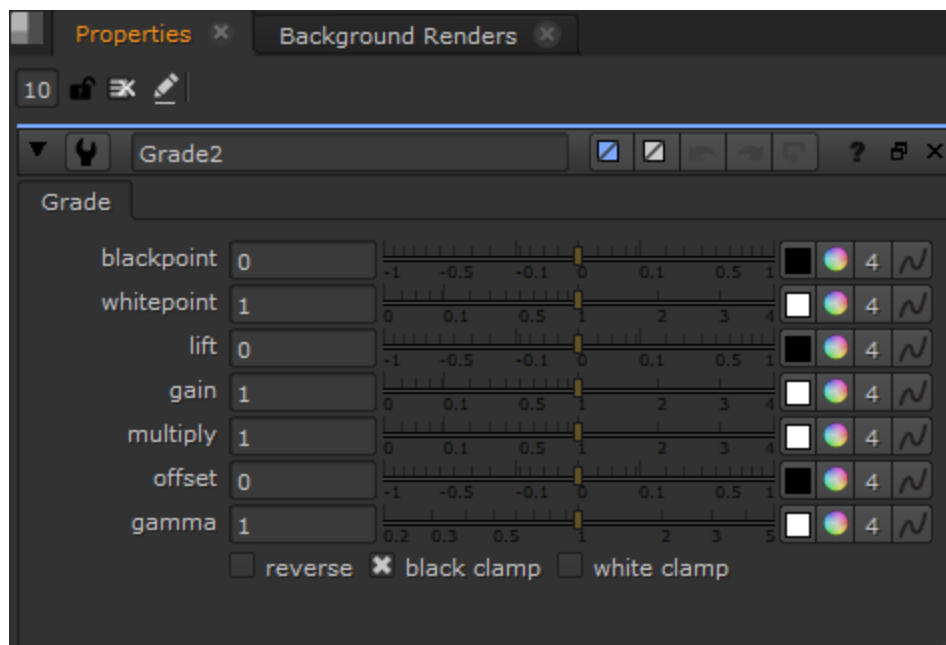 Properties Background Renders
10
Grade2 ?
Grade
blackpoint 0 -1 -0.5 -0.1 0 0.1 0.5 1 4
whitepoint 1 0 0.1 0.5 1 2 3 4 4
lift 0 -1 -0.5 -0.1 0 0.1 0.5 1 4
gain 1 0 0.1 0.5 1 2 3 4 4
multiply 1 0 0.1 0.5 1 2 3 4 4
offset 0 -1 -0.5 -0.1 0 0.1 0.5 1 4
gamma 1 0.2 0.3 0.5 1 2 3 5 4
reverse black clamp white clamp